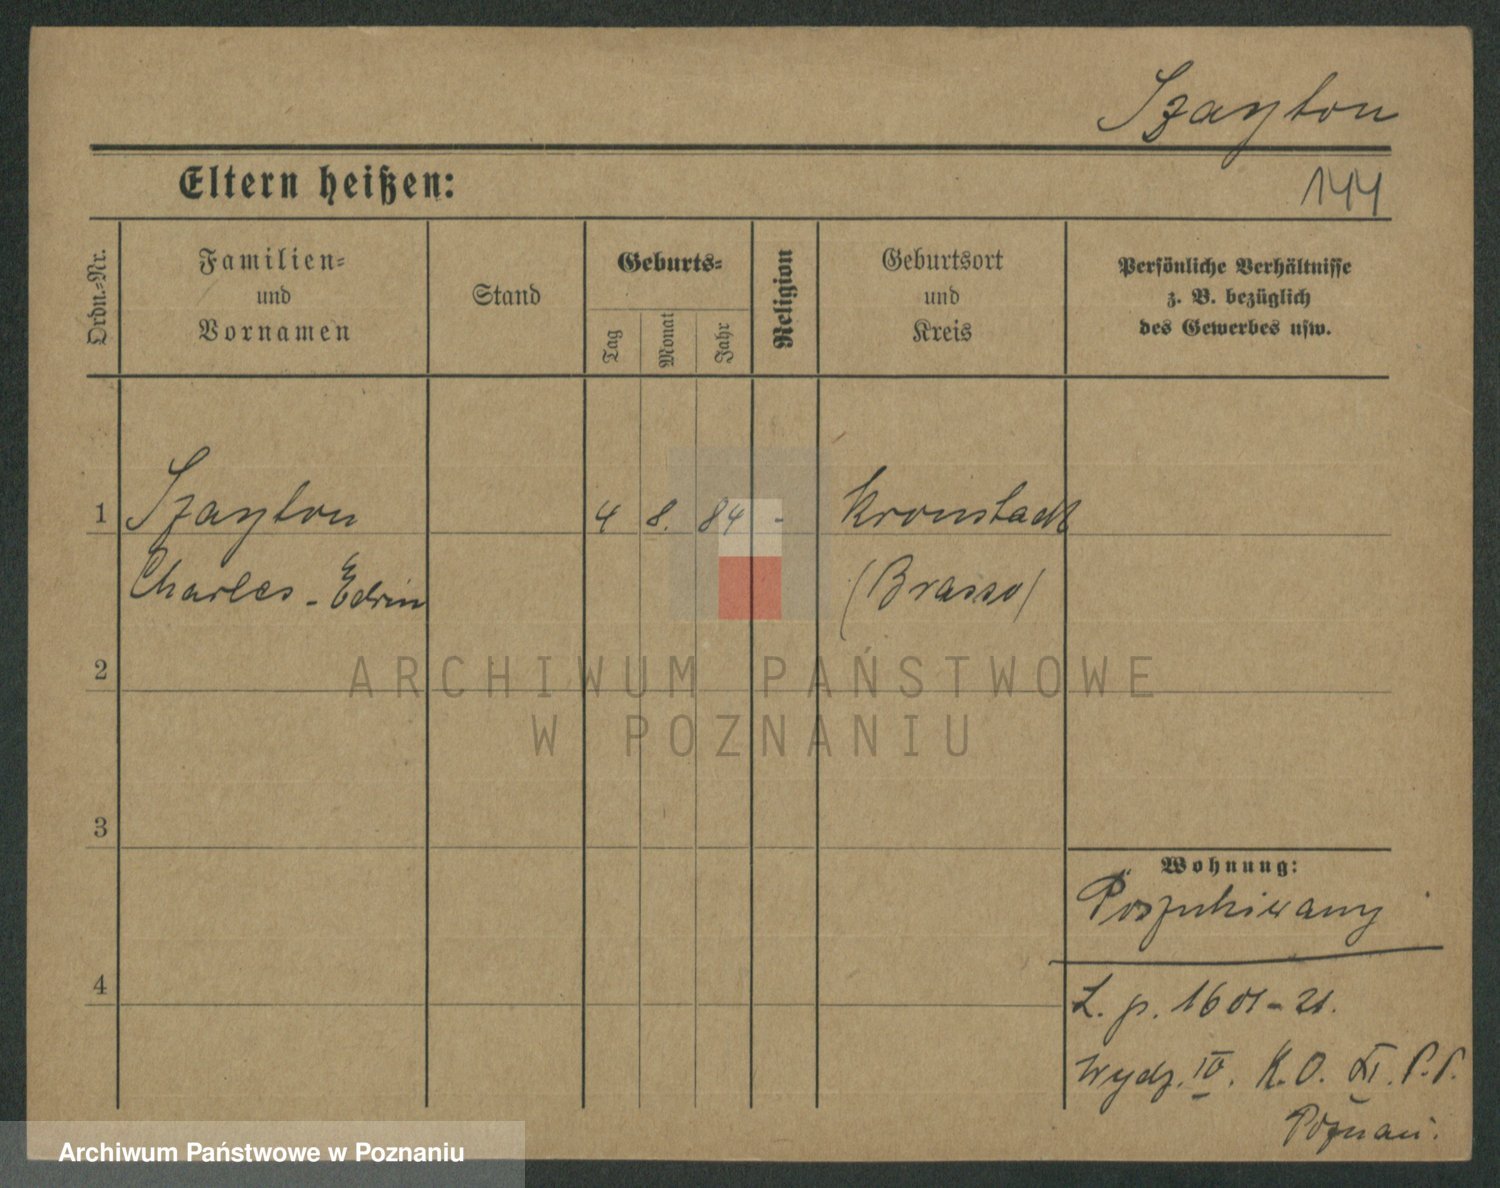 Szayton
Eltern heißen:
144
Ordn.-Nr.
Familien-
und
Vornamen
Stand
Geburts-
Tag
Monat
Jahr
Religion
Geburtsort
und
Kreis
Persönliche Verhältnisse
z. B. bezüglich
des Gewerbes usw.
1 Szayton 4 8. 84 - Kronstadt
Charles - Edwin (Brasso)
2
ARCHIWUM PAŃSTWOWE
W POZNANIU
3
Wohnung:
Poszukiwany
4
L. p. 1601-21.
Wydz. IV. K.O. XI. P.P.
Poznań.
Archiwum Państwowe w Poznaniu